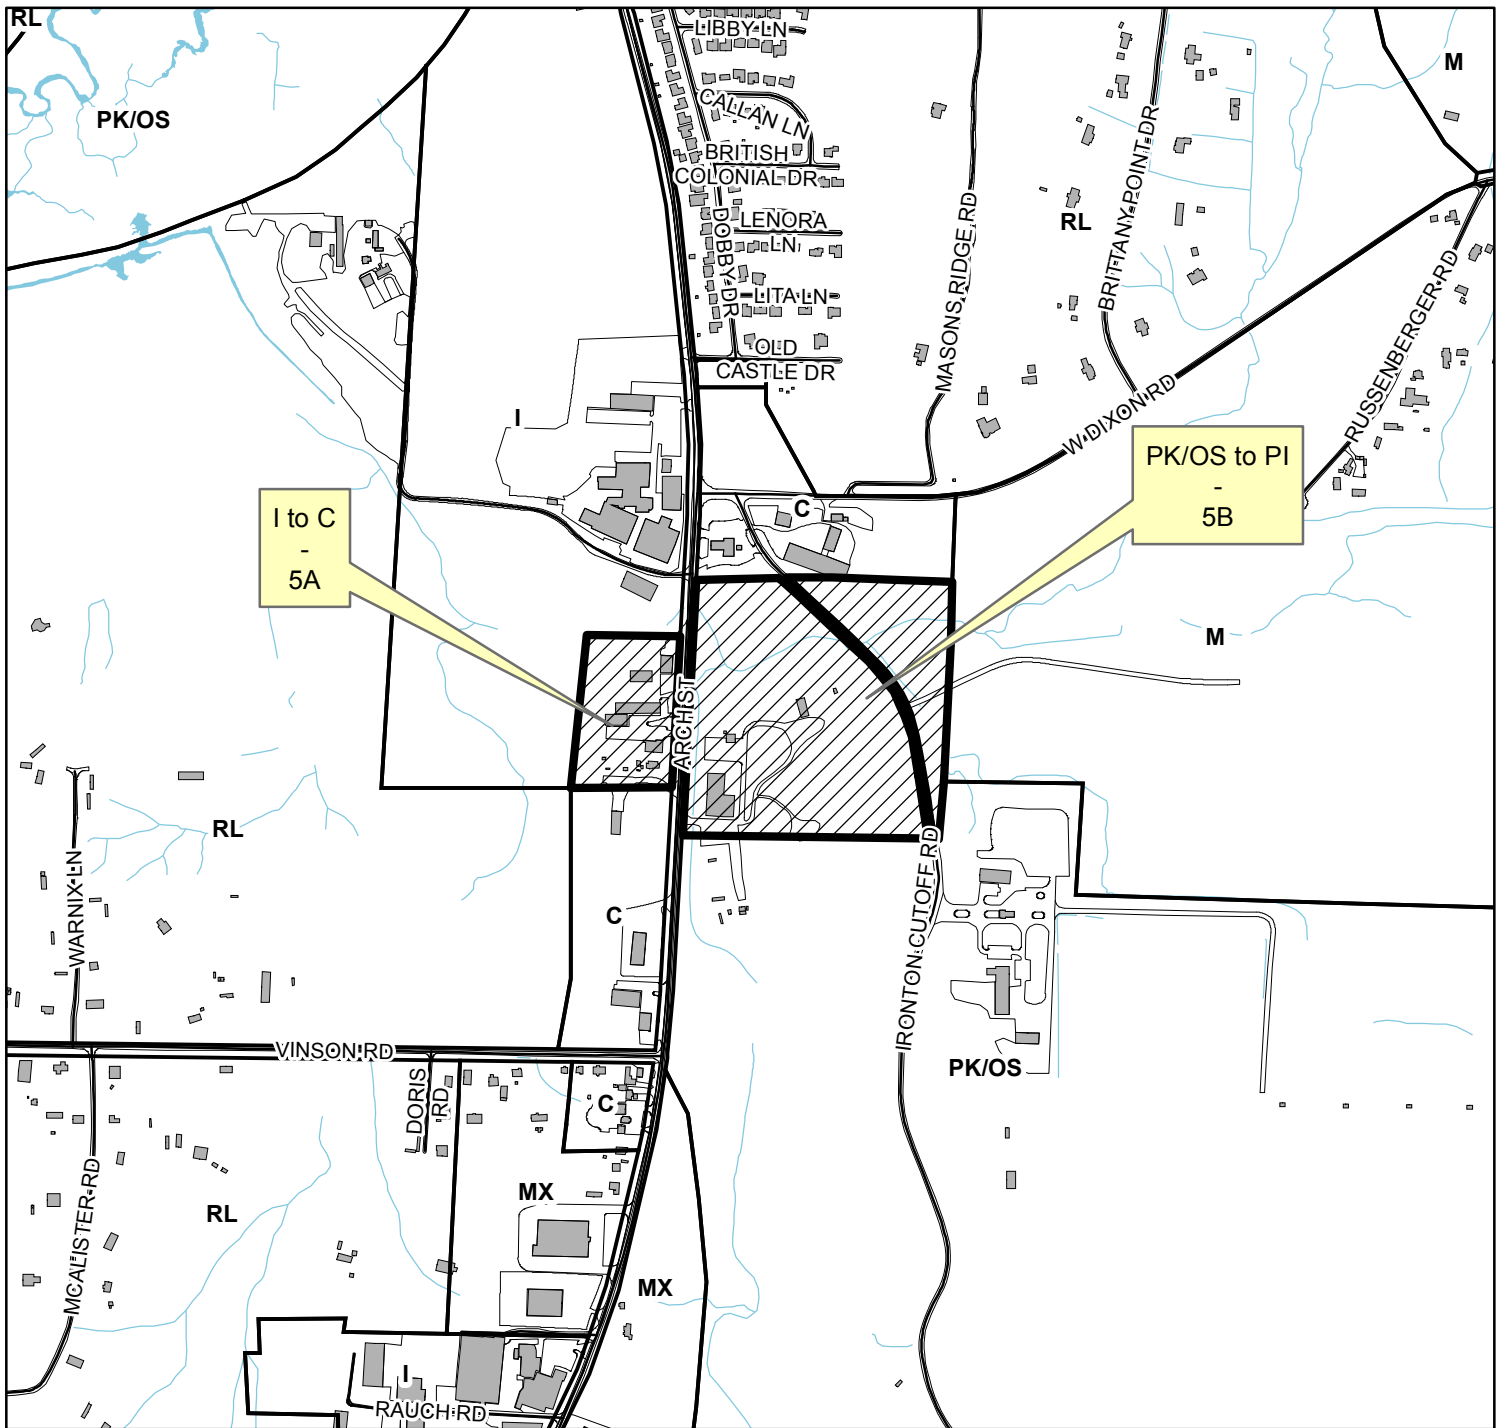 RL
LIBBY LN
M
PK/OS
CALLAN LN
BRITISH
COLONIAL DR
BRITTANY POINT DR
MASONS RIDGE RD
DOBBY DR
LENORA
LN
RL
LITA LN
RUSSENBERGER RD
OLD
CASTLE DR
W DIXON RD
I
PK/OS to PI
-
5B
I to C
-
5A
C
M
ARCH ST
RL
WARNIX LN
C
IRONTON CUTOFF RD
VINSON RD
PK/OS
DORIS
RD
C
MCALISTER RD
RL
MX
MX
I
RAUCH RD